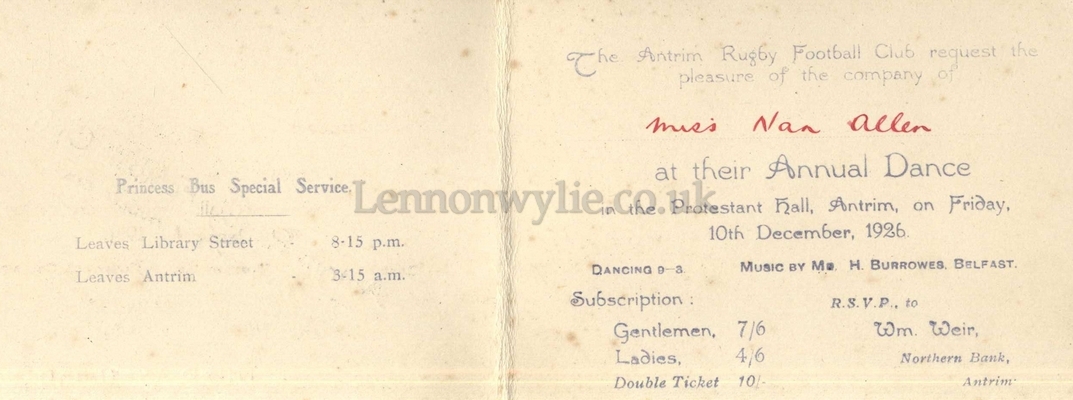 Princess Bus Special Service.
Leaves Library Street 8-15 p.m.
Leaves Antrim 3-15 a.m.
Lennonwylie.co.uk
The Antrim Rugby Football Club request the
pleasure of the company of
Miss Nan Allen
at their Annual Dance
in the Protestant Hall, Antrim, on Friday,
10th December, 1926.
DANCING 9-3. MUSIC BY MR. H. BURROWES, BELFAST.
Subscription: R.S.V.P., to
Gentlemen, 7/6 Wm. Weir,
Ladies, 4/6 Northern Bank,
Double Ticket 10/- Antrim.